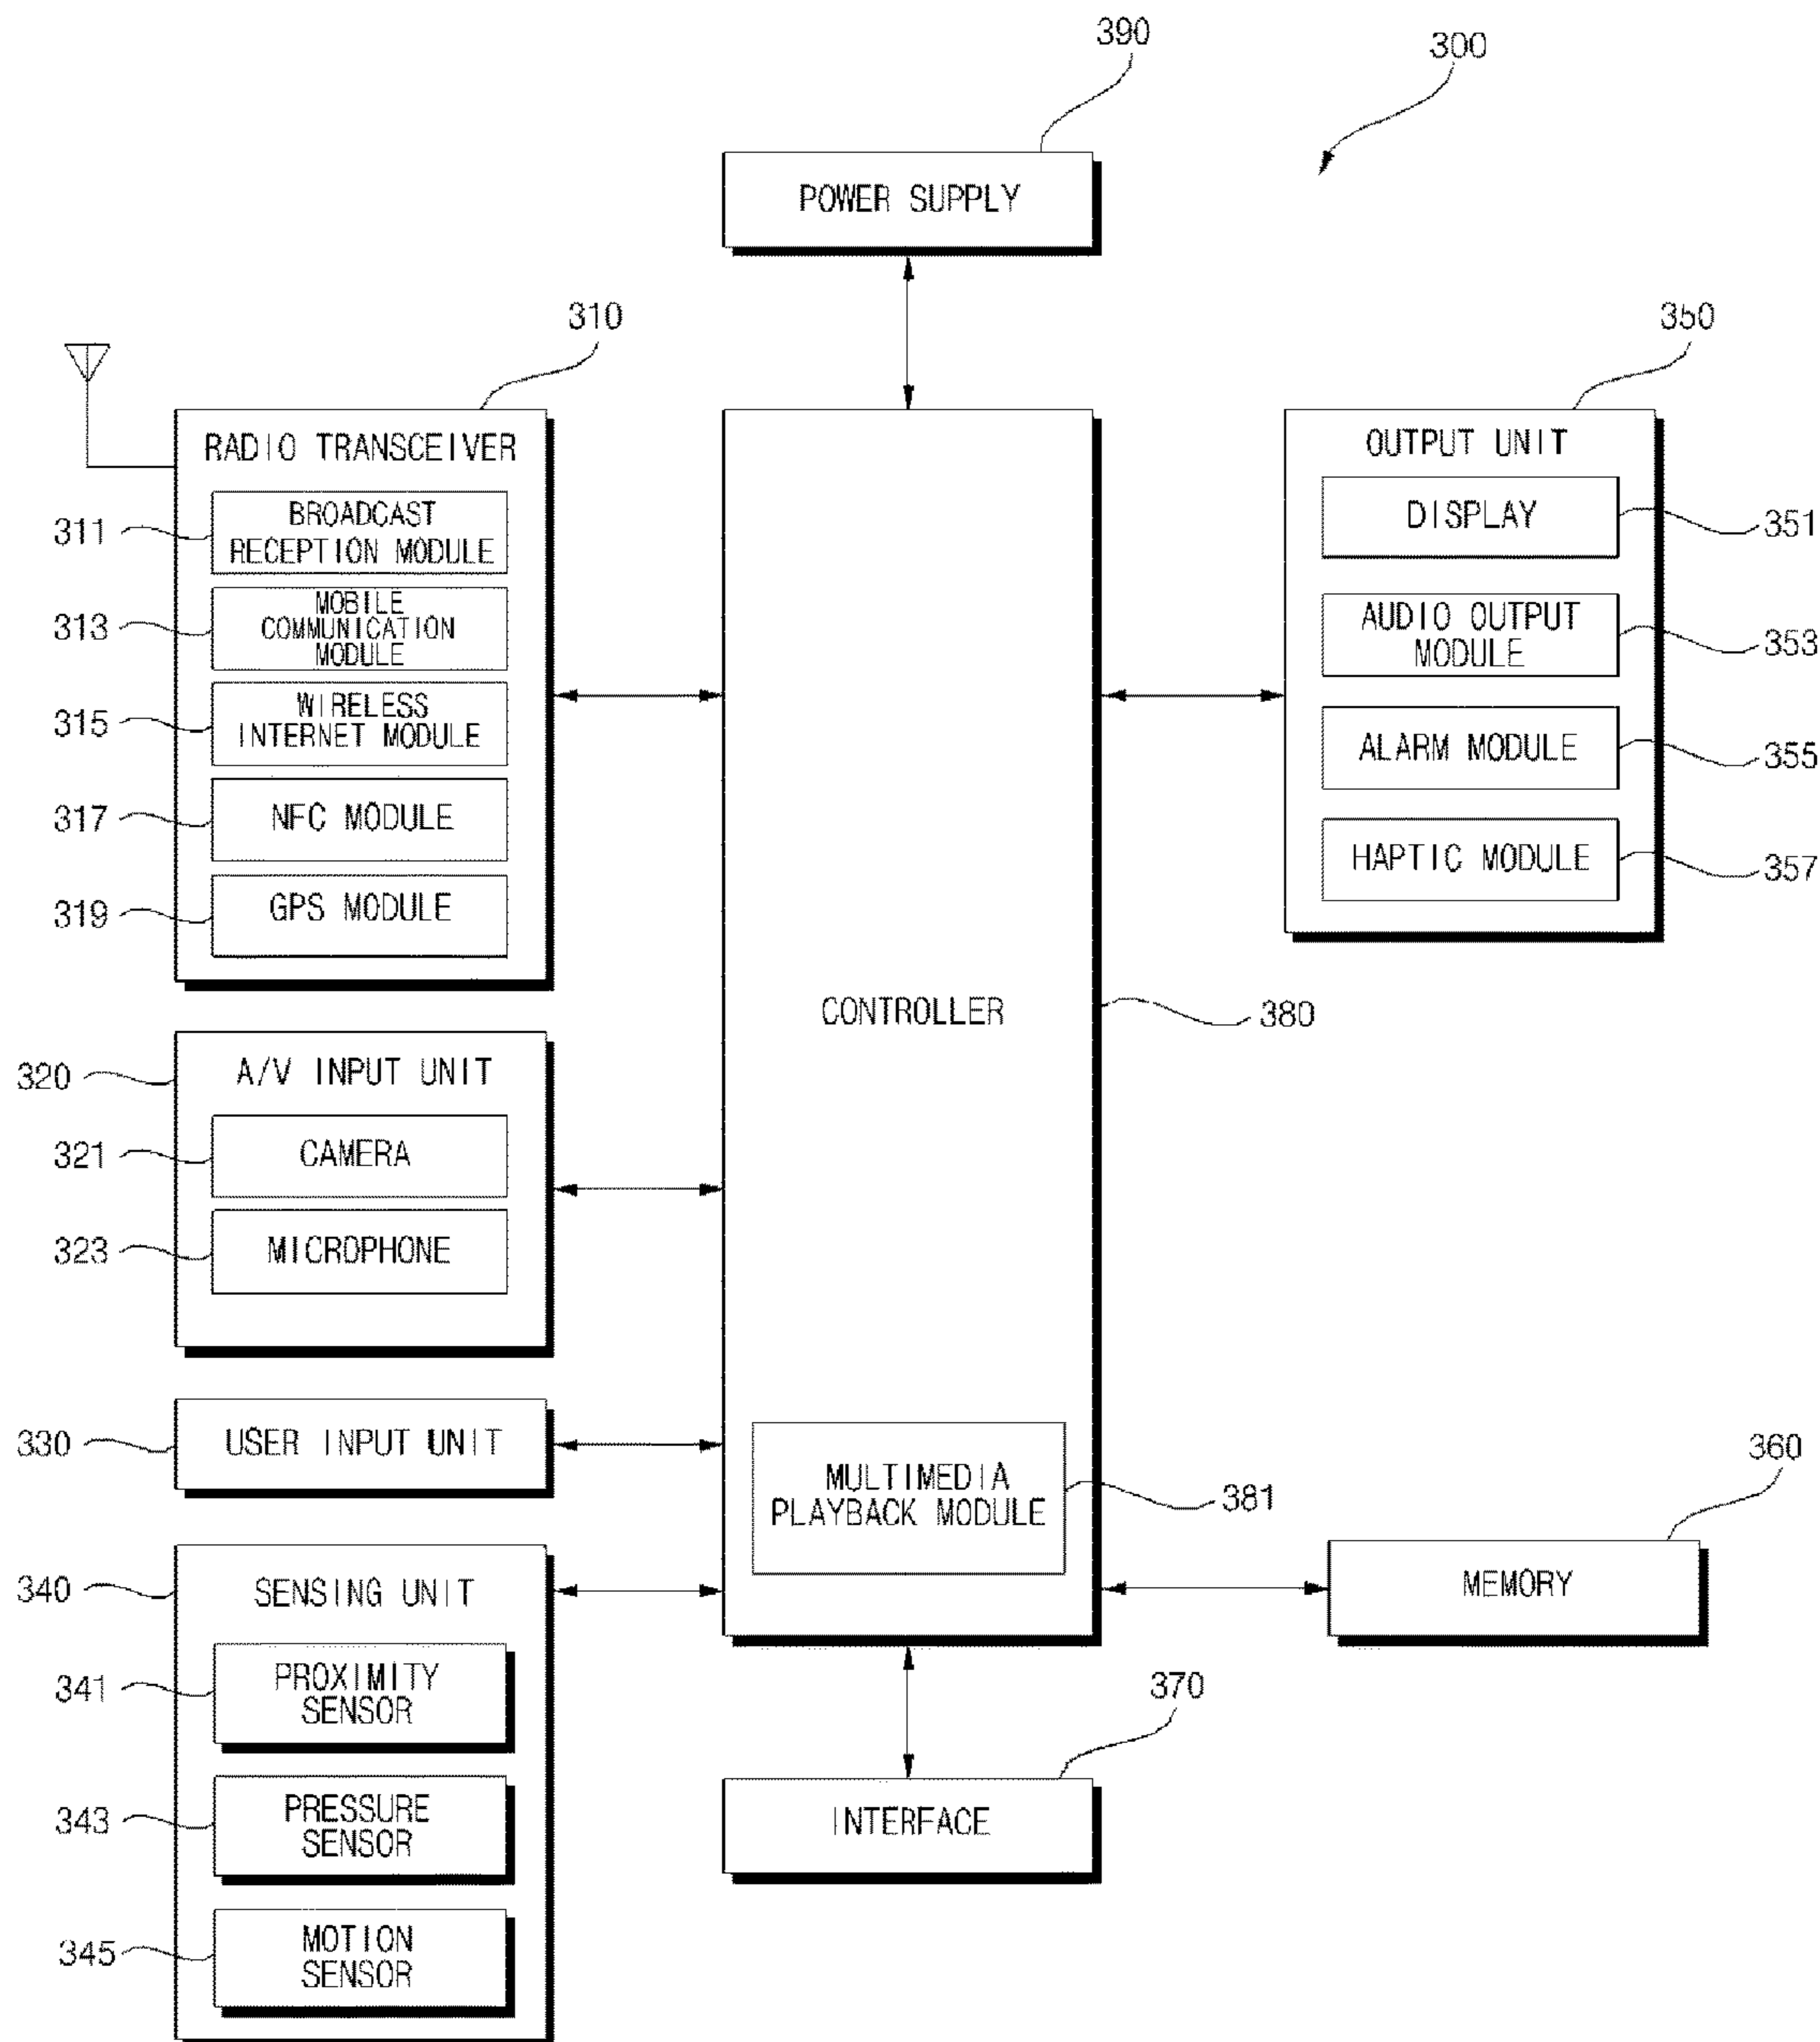 390
300
POWER SUPPLY
310
350
RADIO TRANSCEIVER
311
BROADCAST
RECEPTION MODULE
313
MOBILE
COMMUNICATION
MODULE
315
WIRELESS
INTERNET MODULE
317
NFC MODULE
319
GPS MODULE
OUTPUT UNIT
DISPLAY
351
AUDIO OUTPUT
MODULE
353
ALARM MODULE
355
HAPTIC MODULE
357
CONTROLLER
380
320
A/V INPUT UNIT
321
CAMERA
323
MICROPHONE
330
USER INPUT UNIT
MULTIMEDIA
PLAYBACK MODULE
381
360
MEMORY
340
SENSING UNIT
341
PROXIMITY
SENSOR
343
PRESSURE
SENSOR
345
MOTION
SENSOR
370
INTERFACE